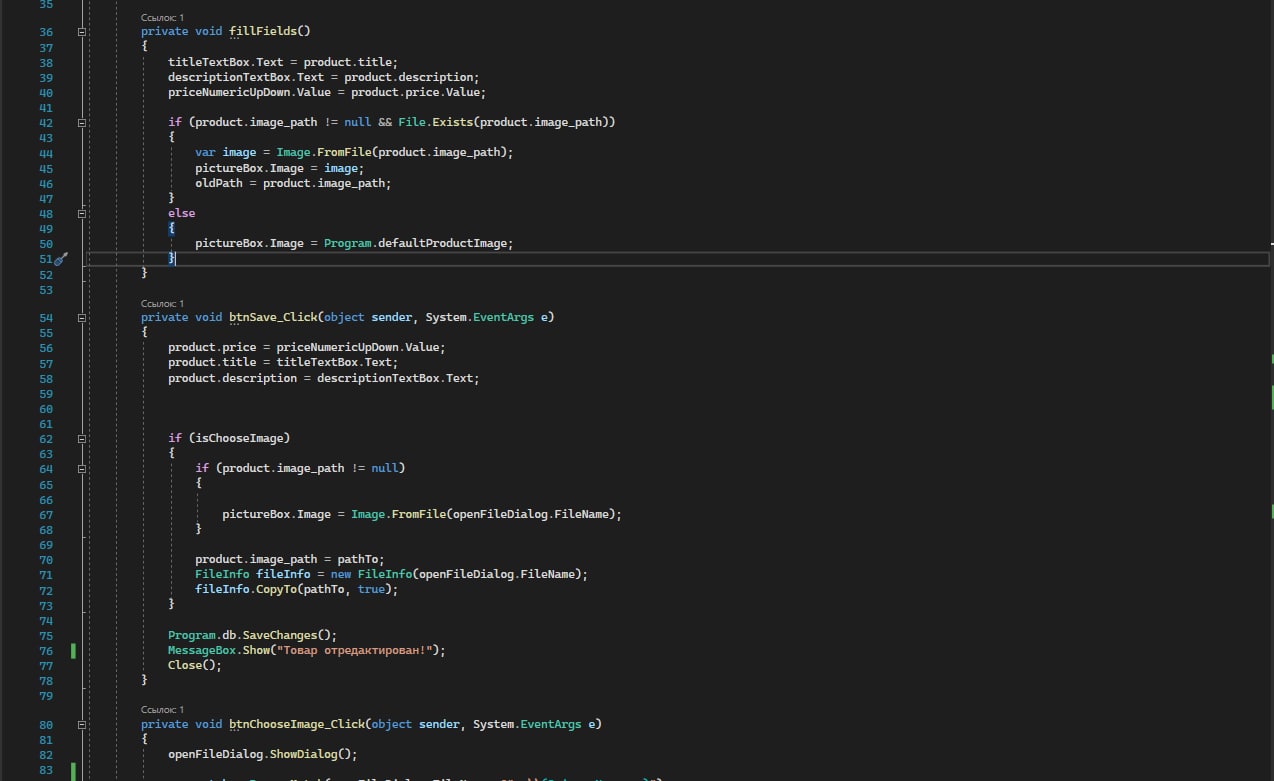 35
Ссылок: 1
36 private void fillFields()
37 {
38 titleTextBox.Text = product.title;
39 descriptionTextBox.Text = product.description;
40 priceNumericUpDown.Value = product.price.Value;
41
42 if (product.image_path != null && File.Exists(product.image_path))
43 {
44 var image = Image.FromFile(product.image_path);
45 pictureBox.Image = image;
46 oldPath = product.image_path;
47 }
48 else
49 {
50 pictureBox.Image = Program.defaultProductImage;
51 }
52 }
53
Ссылок: 1
54 private void btnSave_Click(object sender, System.EventArgs e)
55 {
56 product.price = priceNumericUpDown.Value;
57 product.title = titleTextBox.Text;
58 product.description = descriptionTextBox.Text;
59
60
61
62 if (isChooseImage)
63 {
64 if (product.image_path != null)
65 {
66
67 pictureBox.Image = Image.FromFile(openFileDialog.FileName);
68 }
69
70 product.image_path = pathTo;
71 FileInfo fileInfo = new FileInfo(openFileDialog.FileName);
72 fileInfo.CopyTo(pathTo, true);
73 }
74
75 Program.db.SaveChanges();
76 MessageBox.Show("Товар отредактирован!");
77 Close();
78 }
79
Ссылок: 1
80 private void btnChooseImage_Click(object sender, System.EventArgs e)
81 {
82 openFileDialog.ShowDialog();
83